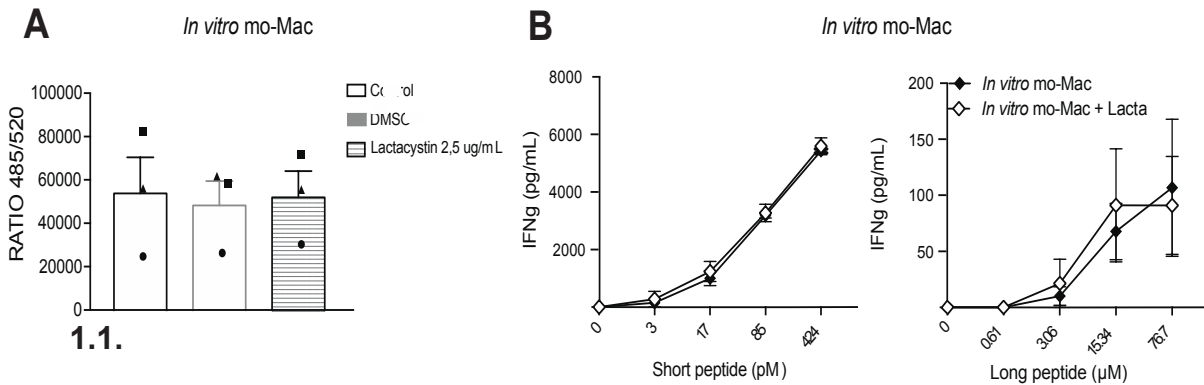 A
In vitro mo-Mac
RATIO 485/520
100000
80000
60000
40000
20000
0
DMSC
Lactacystin 2,5 ug/mL
1.1.
B
In vitro mo-Mac
IFNg (pg/mL)
8000
6000
4000
2000
0
3
17
85
424
Short peptide (pM)
IFNg (pg/mL)
200
150
100
50
In vitro mo-Mac
In vitro mo-Mac + Lacta
0
0.61
3.06
15.34
76.7
Long peptide (µM)